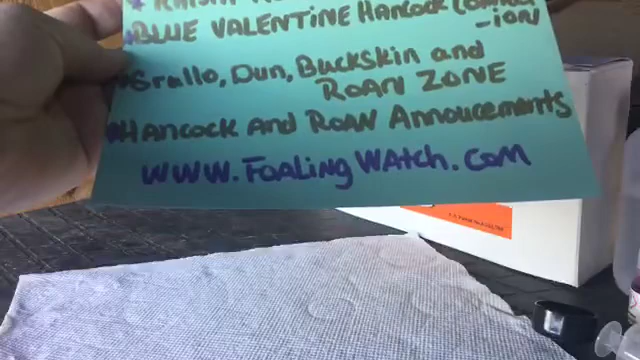 BLUE VALENTINE HANCOCK
-ION
Grullo, Dun, Buckskin and
ROAN ZONE
HANCOCK AND ROAN ANNOUCEMENTS
WWW.FOALINGWATCH.COM